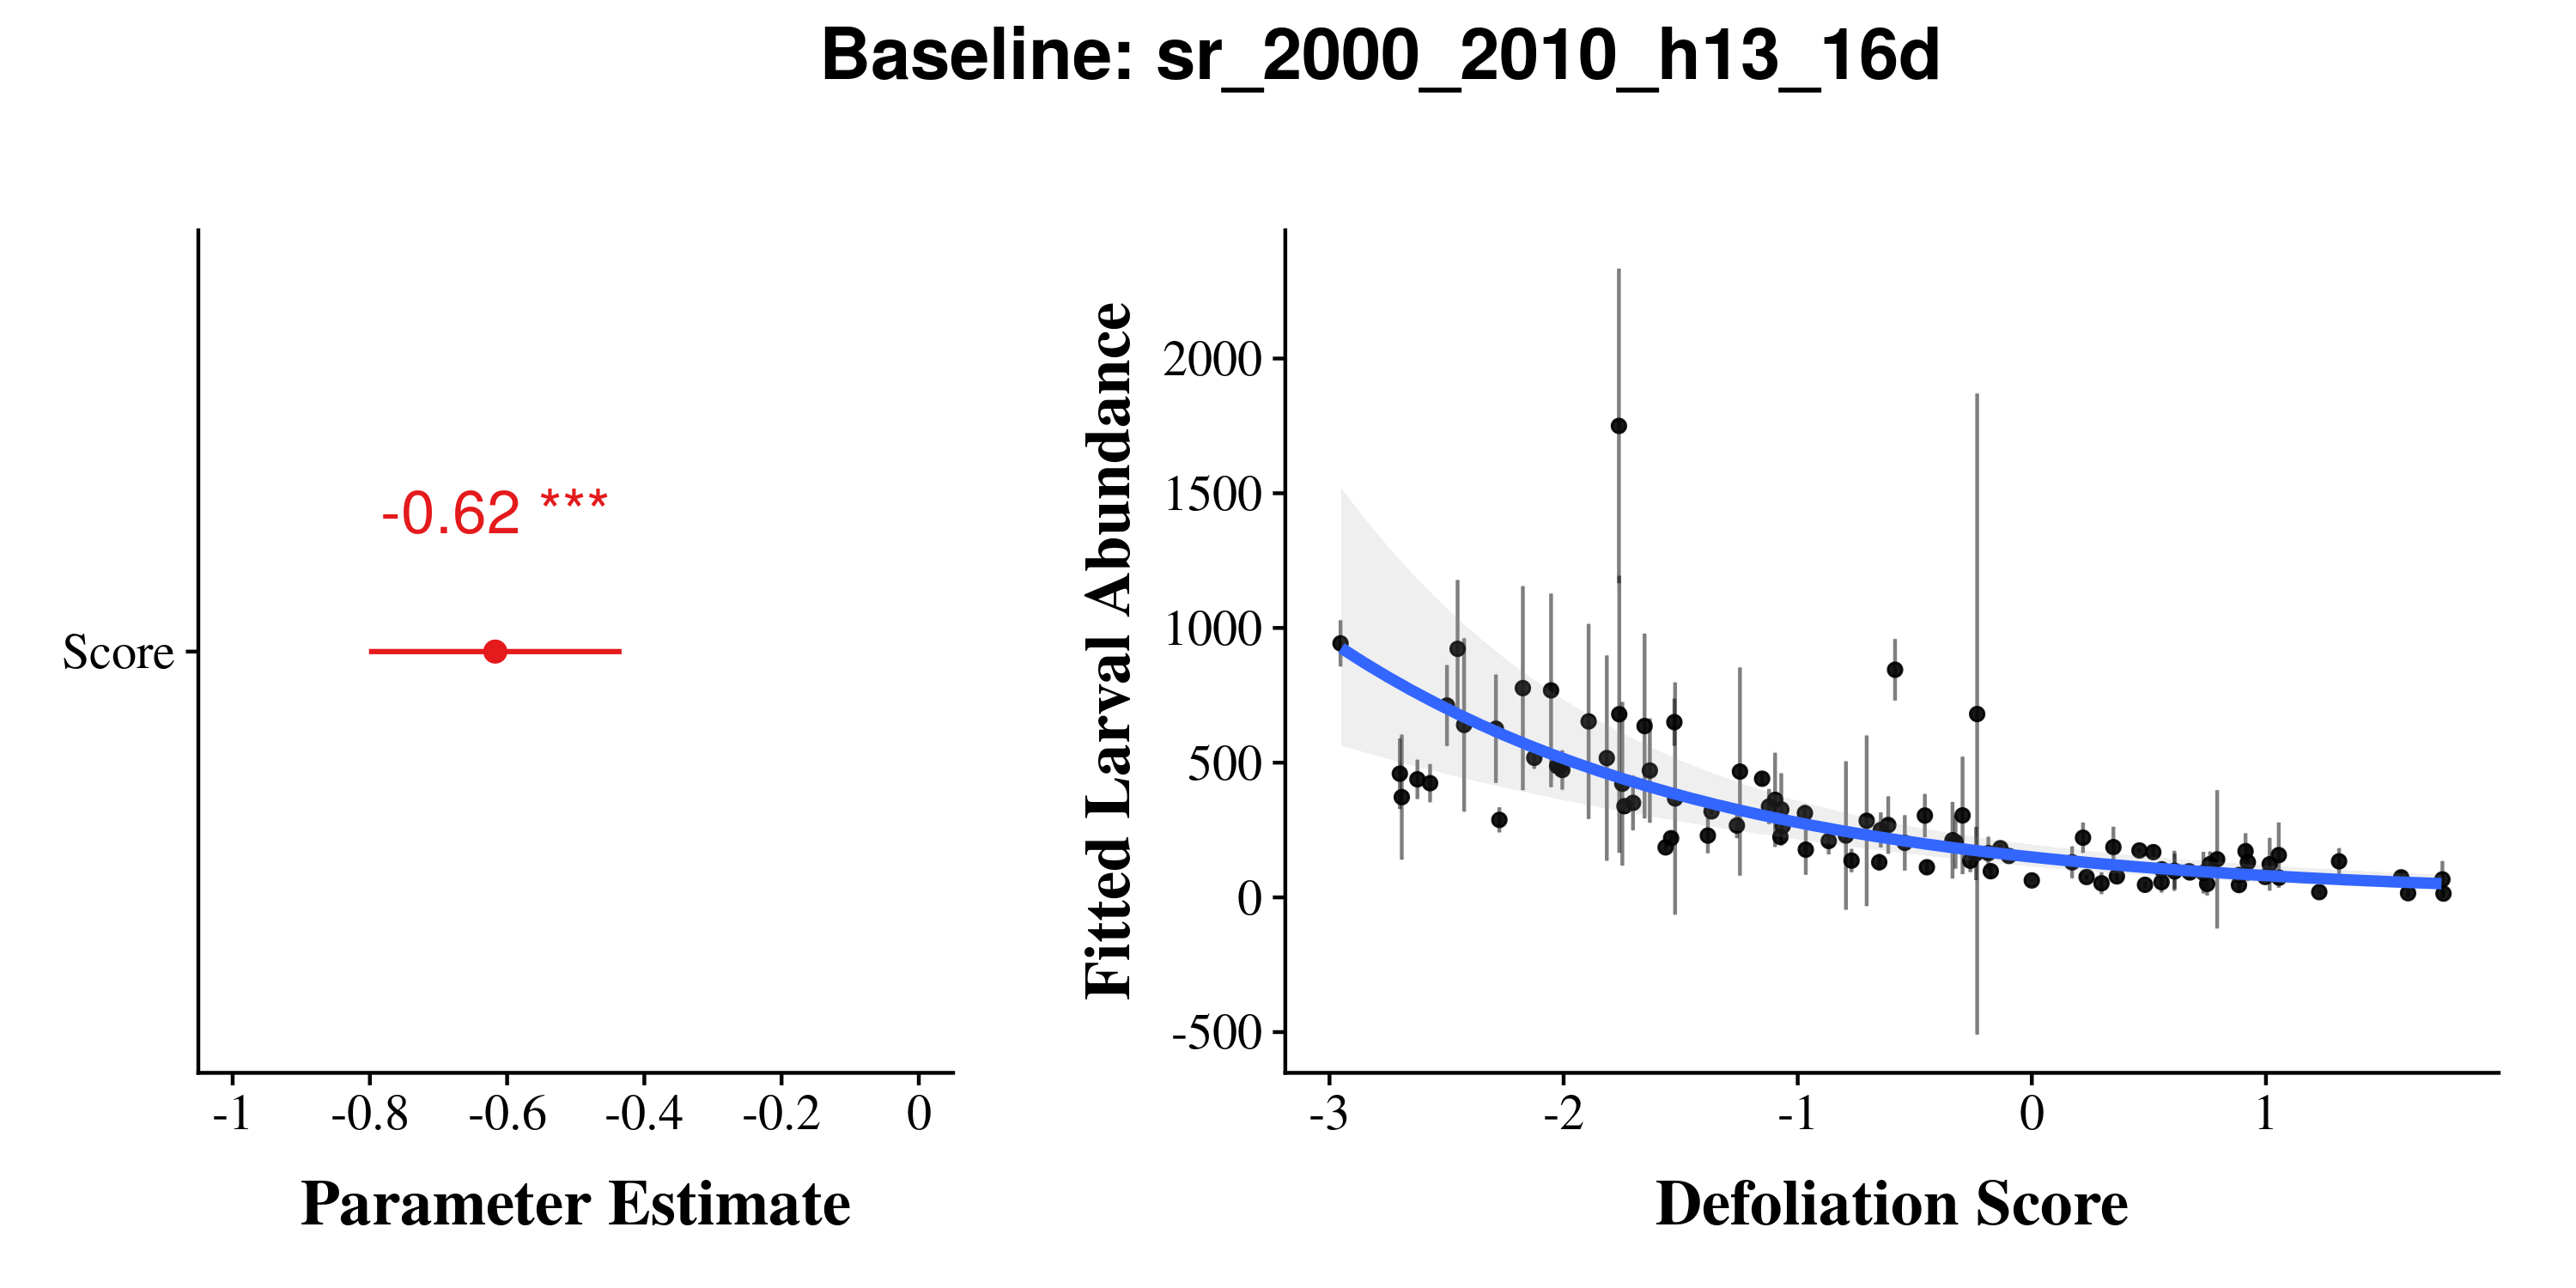 Baseline: sr_2000_2010_h13_16d
-0.62 ***
Score
-1 -0.8 -0.6 -0.4 -0.2 0
Parameter Estimate
Fitted Larval Abundance
2000
1500
1000
500
0
-500
-3 -2 -1 0 1
Defoliation Score